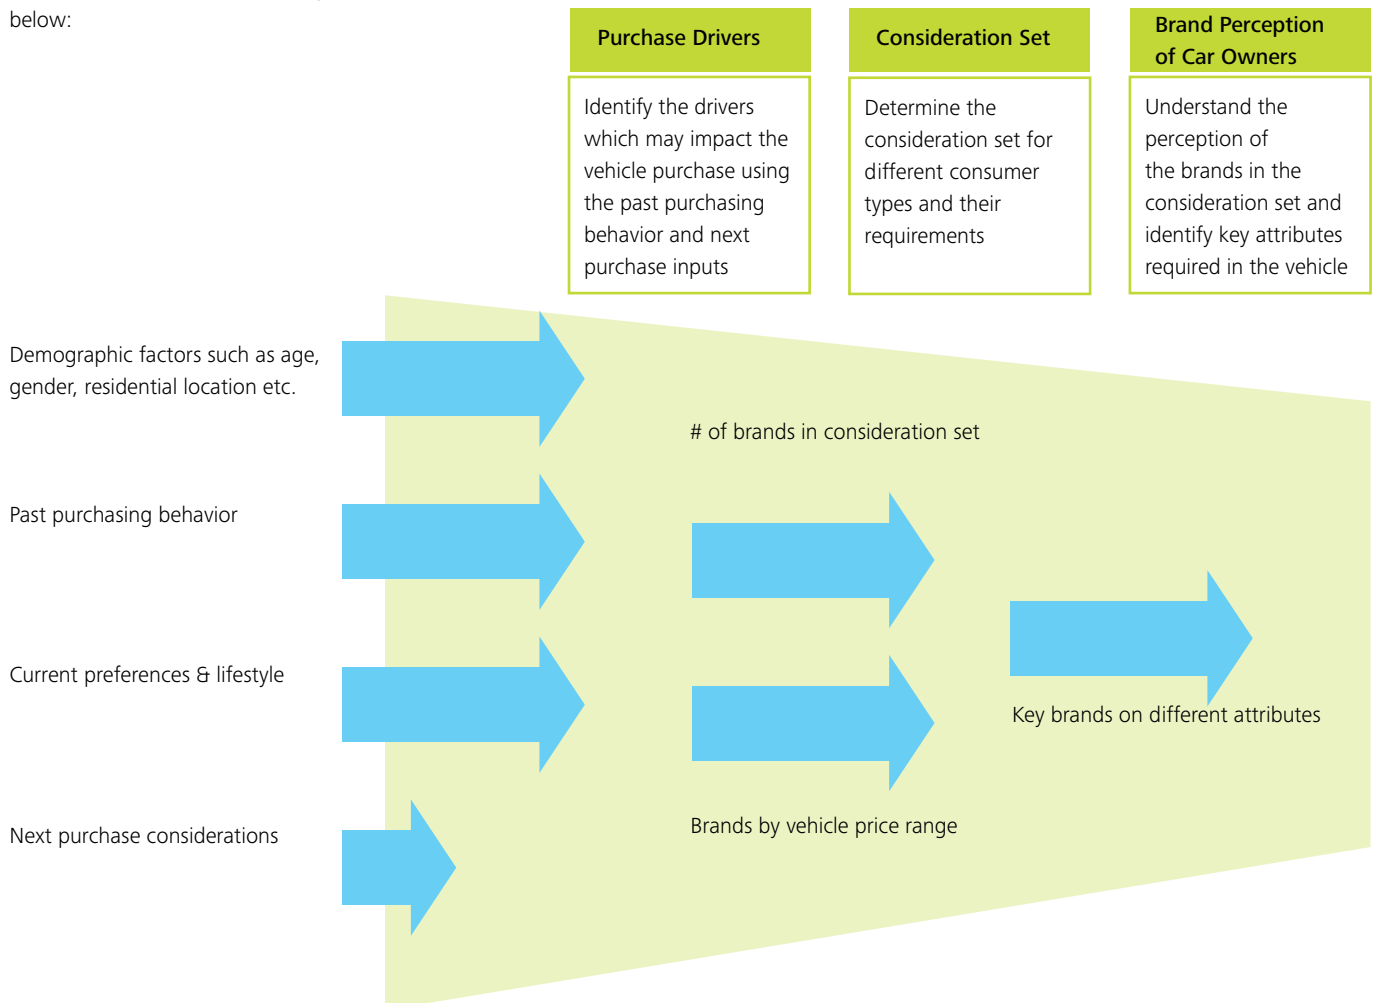 below:
Purchase Drivers
Identify the drivers
which may impact the
vehicle purchase using
the past purchasing
behavior and next
purchase inputs
Consideration Set
Determine the
consideration set for
different consumer
types and their
requirements
Brand Perception
of Car Owners
Understand the
perception of
the brands in the
consideration set and
identify key attributes
required in the vehicle
Demographic factors such as age,
gender, residential location etc.
Past purchasing behavior
Current preferences & lifestyle
Next purchase considerations
# of brands in consideration set
Brands by vehicle price range
Key brands on different attributes